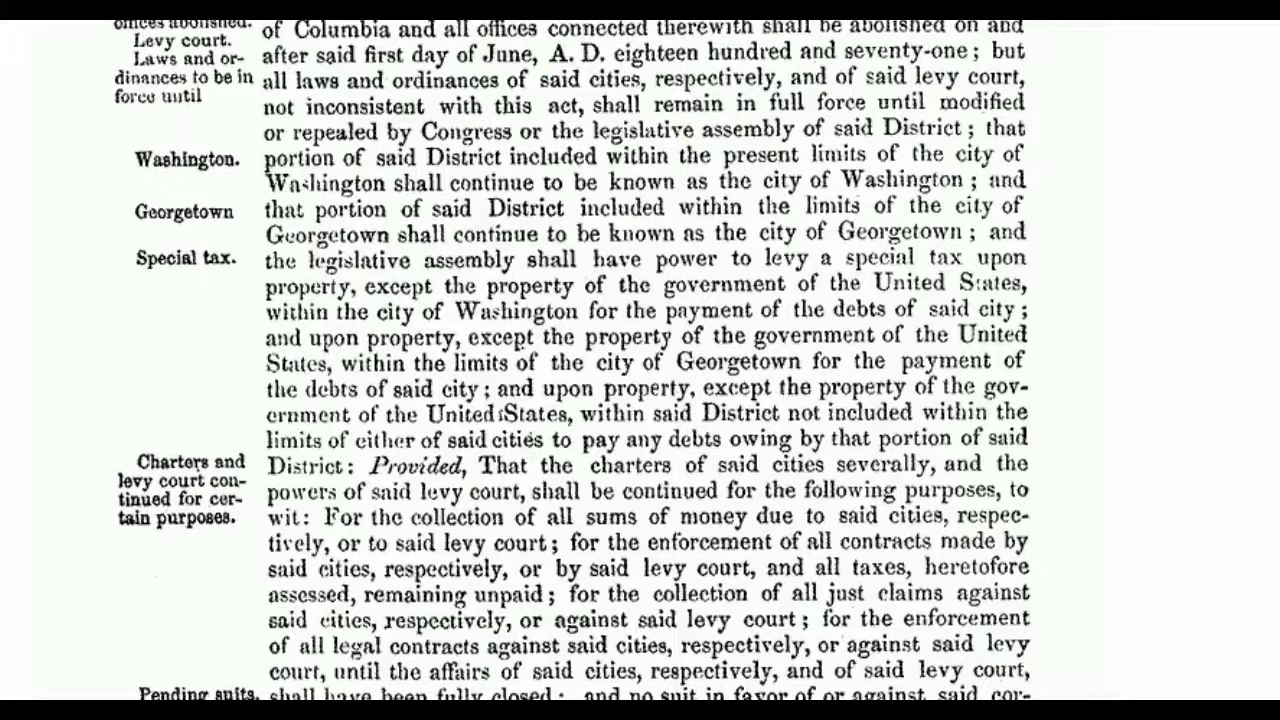 offices abolished.
Levy court.
Laws and or-
dinances to be in
force until
Washington.
Georgetown
Special tax.
Charters and
levy court con-
tinued for cer-
tain purposes.
Pending suits.
of Columbia and all offices connected therewith shall be abolished on and
after said first day of June, A. D. eighteen hundred and seventy-one; but
all laws and ordinances of said cities, respectively, and of said levy court,
not inconsistent with this act, shall remain in full force until modified
or repealed by Congress or the legislative assembly of said District; that
portion of said District included within the present limits of the city of
Washington shall continue to be known as the city of Washington; and
that portion of said District included within the limits of the city of
Georgetown shall continue to be known as the city of Georgetown; and
the legislative assembly shall have power to levy a special tax upon
property, except the property of the government of the United States,
within the city of Washington for the payment of the debts of said city;
and upon property, except the property of the government of the United
States, within the limits of the city of Georgetown for the payment of
the debts of said city; and upon property, except the property of the gov-
ernment of the United States, within said District not included within the
limits of either of said cities to pay any debts owing by that portion of said
District: Provided, That the charters of said cities severally, and the
powers of said levy court, shall be continued for the following purposes, to
wit: For the collection of all sums of money due to said cities, respec-
tively, or to said levy court; for the enforcement of all contracts made by
said cities, respectively, or by said levy court, and all taxes, heretofore
assessed, remaining unpaid; for the collection of all just claims against
said cities, respectively, or against said levy court; for the enforcement
of all legal contracts against said cities, respectively, or against said levy
court, until the affairs of said cities, respectively, and of said levy court,
shall have been fully closed: and no suit in favor of or against said cor-